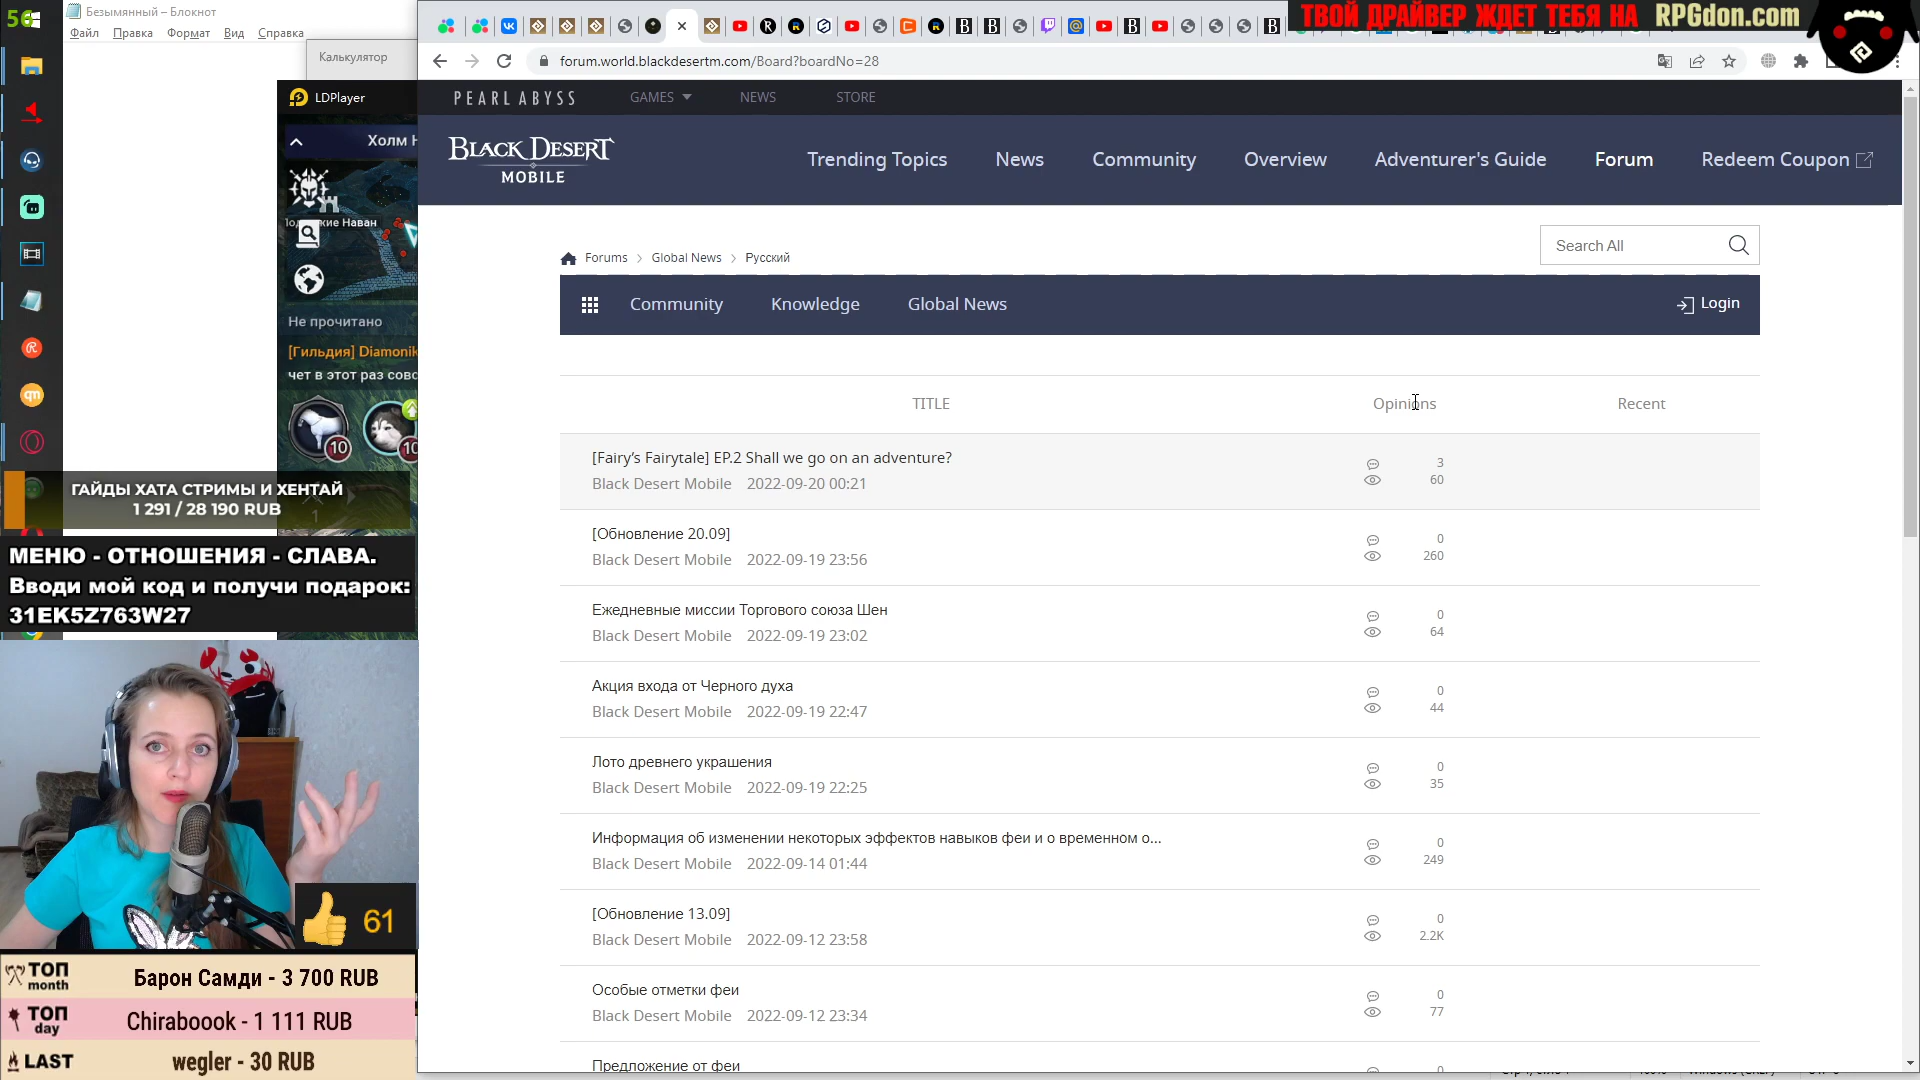 56
Безымянный – Блокнот
Файл Правка Формат Вид Справка
Калькулятор
LDPlayer
Холм Н
кие Наван
Не прочитано
[Гильдия] Diamonik
чет в этот раз сово
10
10
1
ГАЙДЫ ХАТА СТРИМЫ И ХЕНТАЙ
1 291 / 28 190 RUB
МЕНЮ - ОТНОШЕНИЯ - СЛАВА.
Вводи мой код и получи подарок:
31EK5Z763W27
61
ТОП month Барон Самди - 3 700 RUB
ТОП day Chiraboook - 1 111 RUB
LAST wegler - 30 RUB
ТВОЙ ДРАЙВЕР ЖДЕТ ТЕБЯ НА RPGdon.com
forum.world.blackdesertm.com/Board?boardNo=28
PEARL ABYSS GAMES NEWS STORE
BLACK DESERT
MOBILE
Trending Topics News Community Overview Adventurer's Guide Forum Redeem Coupon
Search All
Forums > Global News > Русский
Community Knowledge Global News Login
TITLE Opinions Recent
[Fairy’s Fairytale] EP.2 Shall we go on an adventure? 3
Black Desert Mobile 2022-09-20 00:21 60
[Обновление 20.09] 0
Black Desert Mobile 2022-09-19 23:56 260
Ежедневные миссии Торгового союза Шен 0
Black Desert Mobile 2022-09-19 23:02 64
Акция входа от Черного духа 0
Black Desert Mobile 2022-09-19 22:47 44
Лото древнего украшения 0
Black Desert Mobile 2022-09-19 22:25 35
Информация об изменении некоторых эффектов навыков феи и о временном о... 0
Black Desert Mobile 2022-09-14 01:44 249
[Обновление 13.09] 0
Black Desert Mobile 2022-09-12 23:58 2.2K
Особые отметки феи 0
Black Desert Mobile 2022-09-12 23:34 77
Предложение от феи 0